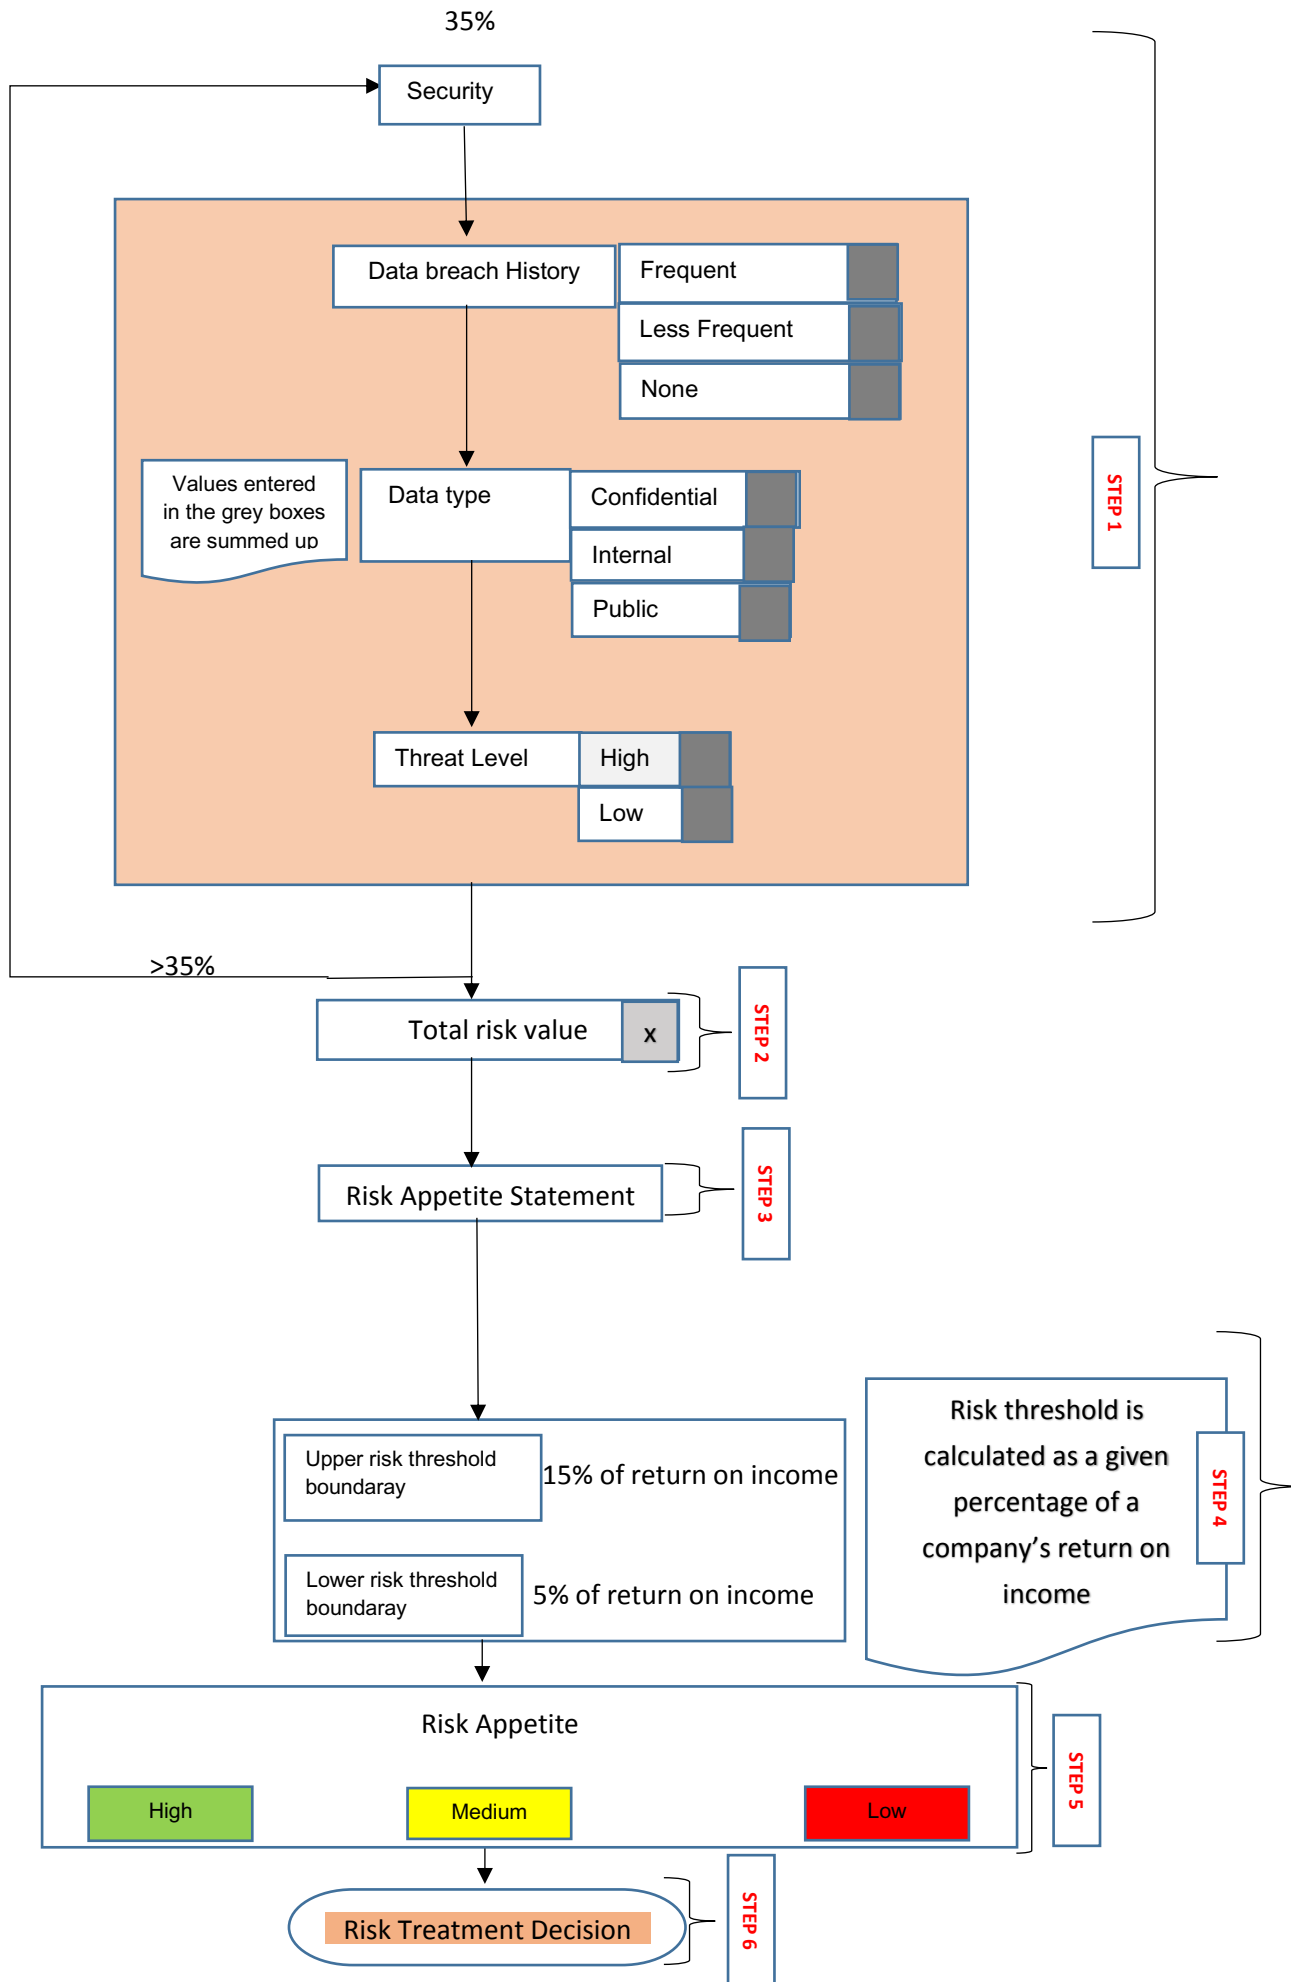 35%
Security
Data breach History
Frequent
Less Frequent
None
Values entered
in the grey boxes
are summed up
Data type
Confidential
Internal
Public
STEP 1
Threat Level
High
Low
>35%
Total risk value
x
STEP 2
Risk Appetite Statement
STEP 3
Upper risk threshold
boundaray
15% of return on income
Lower risk threshold
boundaray
5% of return on income
Risk threshold is
calculated as a given
percentage of a
company’s return on
income
STEP 4
Risk Appetite
High
Medium
Low
STEP 5
Risk Treatment Decision
STEP 6